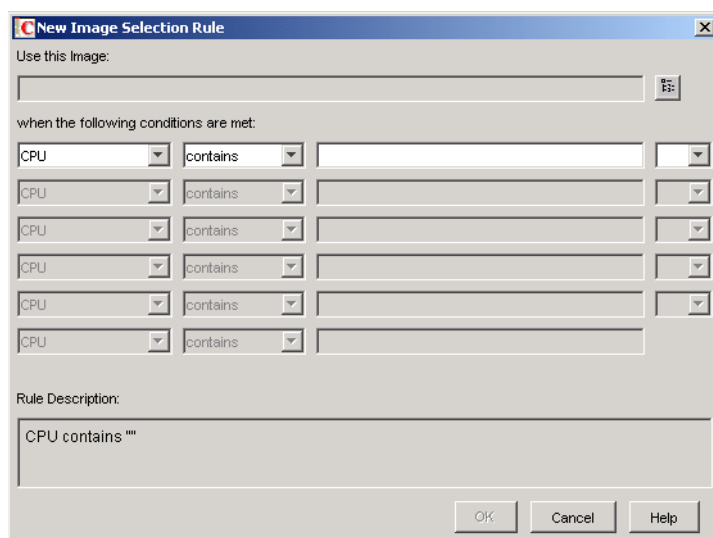 New Image Selection Rule
Use this Image:
when the following conditions are met:
CPU contains
CPU contains
CPU contains
CPU contains
CPU contains
CPU contains
Rule Description:
CPU contains ""
OK Cancel Help